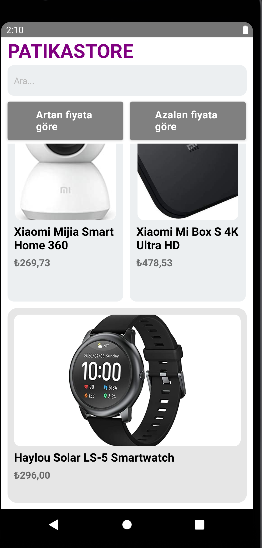 2:10
PATIKASTORE
Ara...
Artan fiyata
göre
Azalan fiyata
göre
mi
Xiaomi Mijia Smart
Home 360
₺269,73
Xiaomi Mi Box S 4K
Ultra HD
₺478,53
10:00
Haylou Solar LS-5 Smartwatch
₺296,00